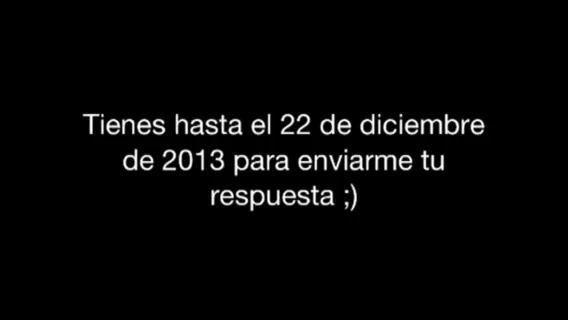 Tienes hasta el 22 de diciembre
de 2013 para enviarme tu
respuesta ;)